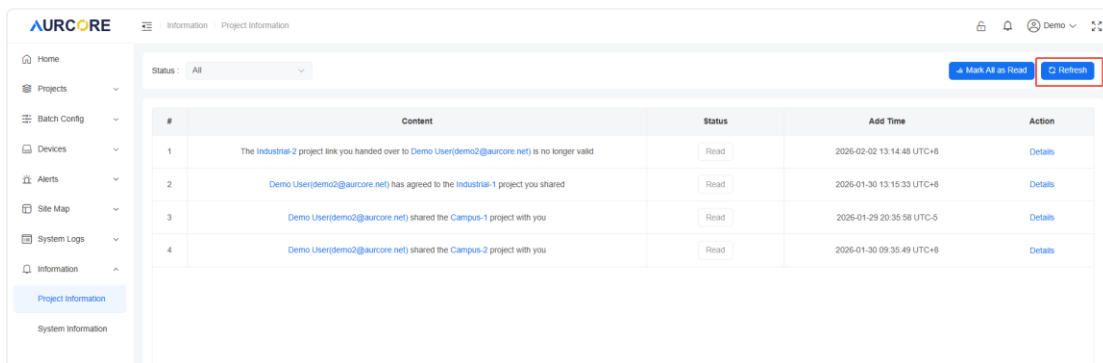 AURCORE
Information Project Information
Demo
Home
Projects
Batch Config
Devices
Alerts
Site Map
System Logs
Information
Project Information
System Information
Status : All
Mark All as Read
Refresh
# Content Status Add Time Action
1 The Industrial-2 project link you handed over to Demo User(demo2@aurcore.net) is no longer valid Read 2026-02-02 13:14:48 UTC+8 Details
2 Demo User(demo2@aurcore.net) has agreed to the Industrial-1 project you shared Read 2026-01-30 13:15:33 UTC+8 Details
3 Demo User(demo2@aurcore.net) shared the Campus-1 project with you Read 2026-01-29 20:35:58 UTC-5 Details
4 Demo User(demo2@aurcore.net) shared the Campus-2 project with you Read 2026-01-30 09:35:49 UTC+8 Details